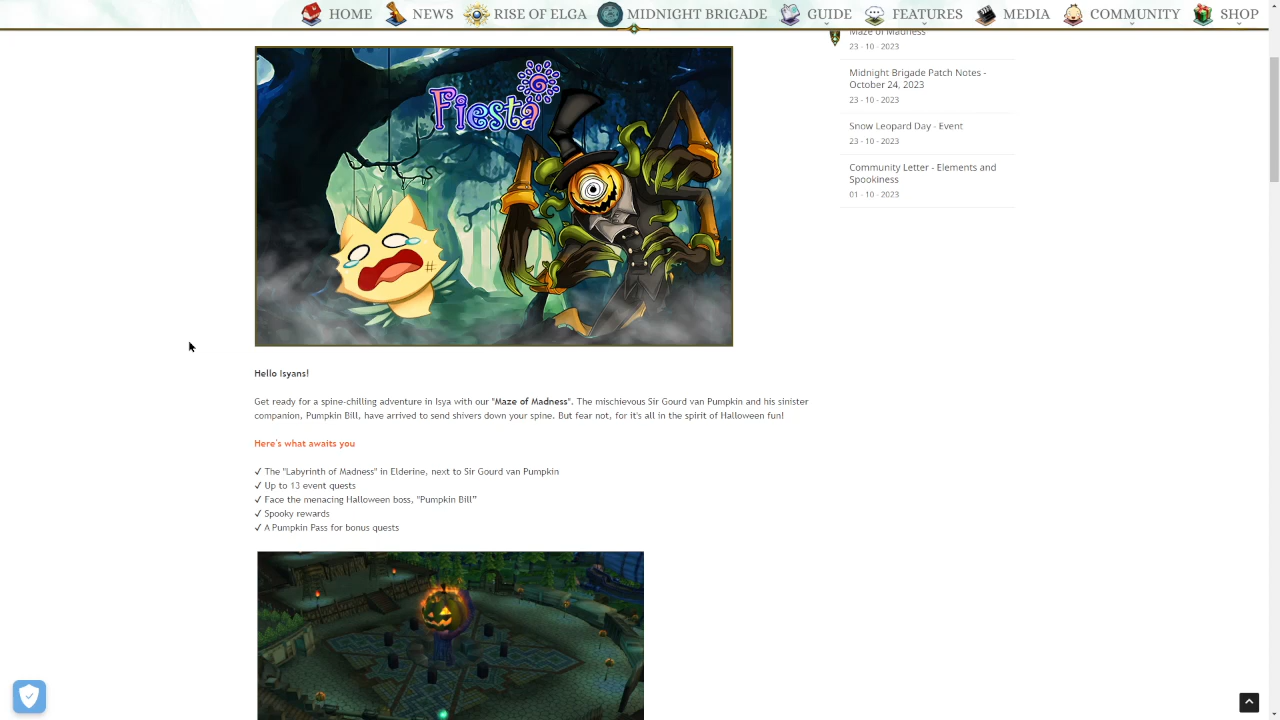 HOME NEWS RISE OF ELGA MIDNIGHT BRIGADE GUIDE FEATURES MEDIA COMMUNITY SHOP
Maze of Madness
23 - 10 - 2023
Midnight Brigade Patch Notes -
October 24, 2023
23 - 10 - 2023
Snow Leopard Day - Event
23 - 10 - 2023
Community Letter - Elements and
Spookiness
01 - 10 - 2023
Fiesta
Hello Isyans!
Get ready for a spine-chilling adventure in Isya with our "Maze of Madness". The mischievous Sir Gourd van Pumpkin and his sinister
companion, Pumpkin Bill, have arrived to send shivers down your spine. But fear not, for it's all in the spirit of Halloween fun!
Here's what awaits you
✓ The "Labyrinth of Madness" in Elderine, next to Sir Gourd van Pumpkin
✓ Up to 13 event quests
✓ Face the menacing Halloween boss, "Pumpkin Bill"
✓ Spooky rewards
✓ A Pumpkin Pass for bonus quests